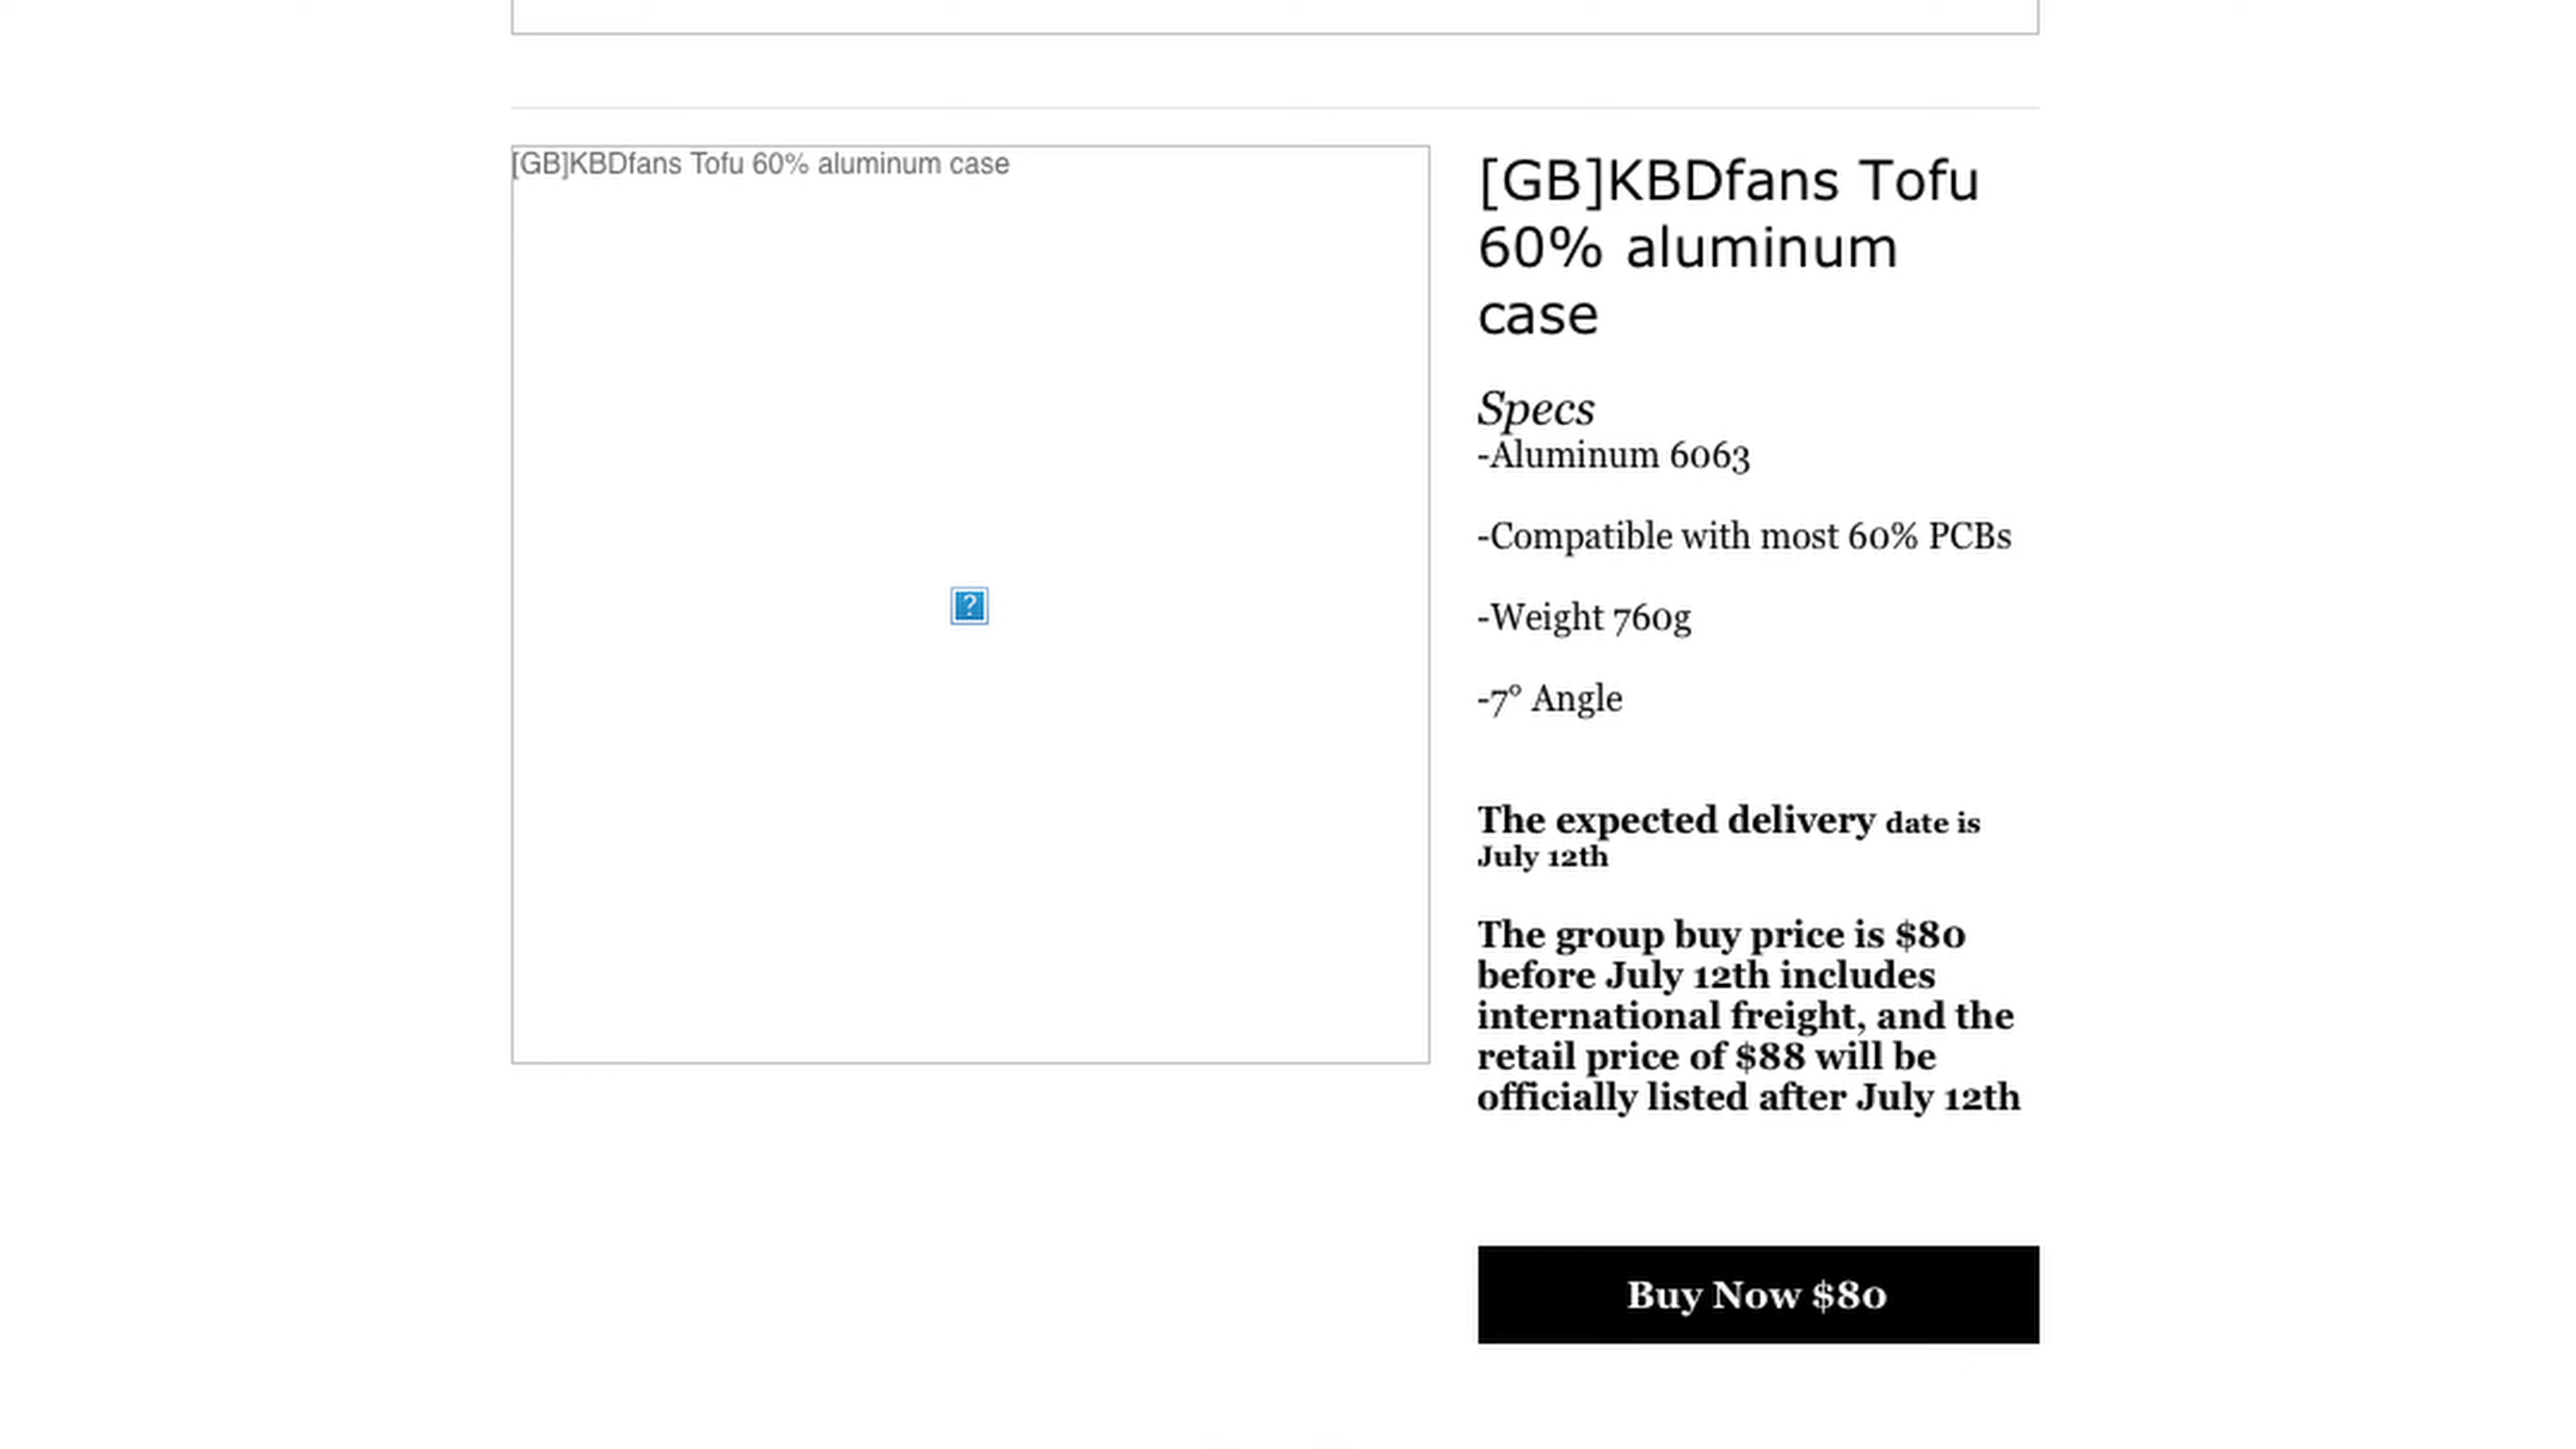 [GB]KBDfans Tofu 60% aluminum case
[GB]KBDfans Tofu
60% aluminum
case
Specs
-Aluminum 6063
-Compatible with most 60% PCBs
-Weight 760g
-7° Angle
The expected delivery date is
July 12th
The group buy price is $80
before July 12th includes
international freight, and the
retail price of $88 will be
officially listed after July 12th
Buy Now $80